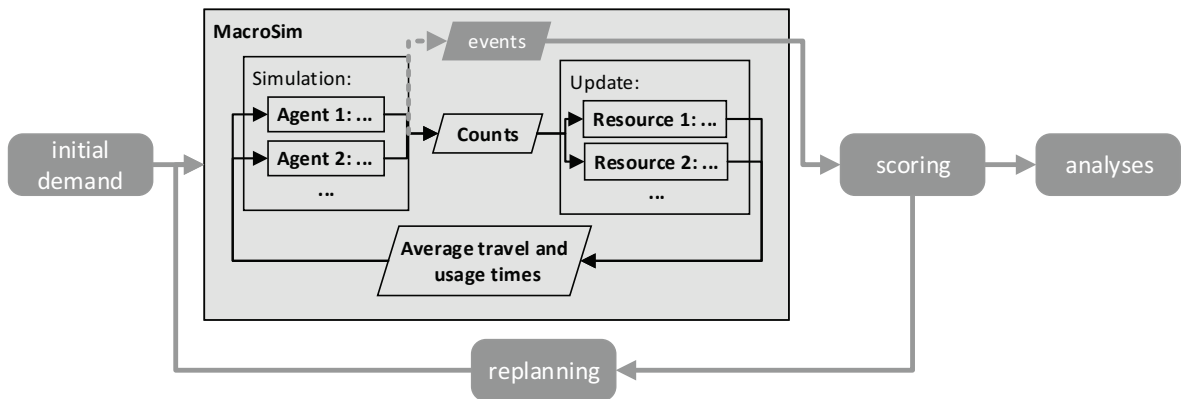 MacroSim
events
Simulation:
Agent 1: ...
Agent 2: ...
...
Counts
Update:
Resource 1: ...
Resource 2: ...
...
Average travel and
usage times
initial
demand
scoring
analyses
replanning